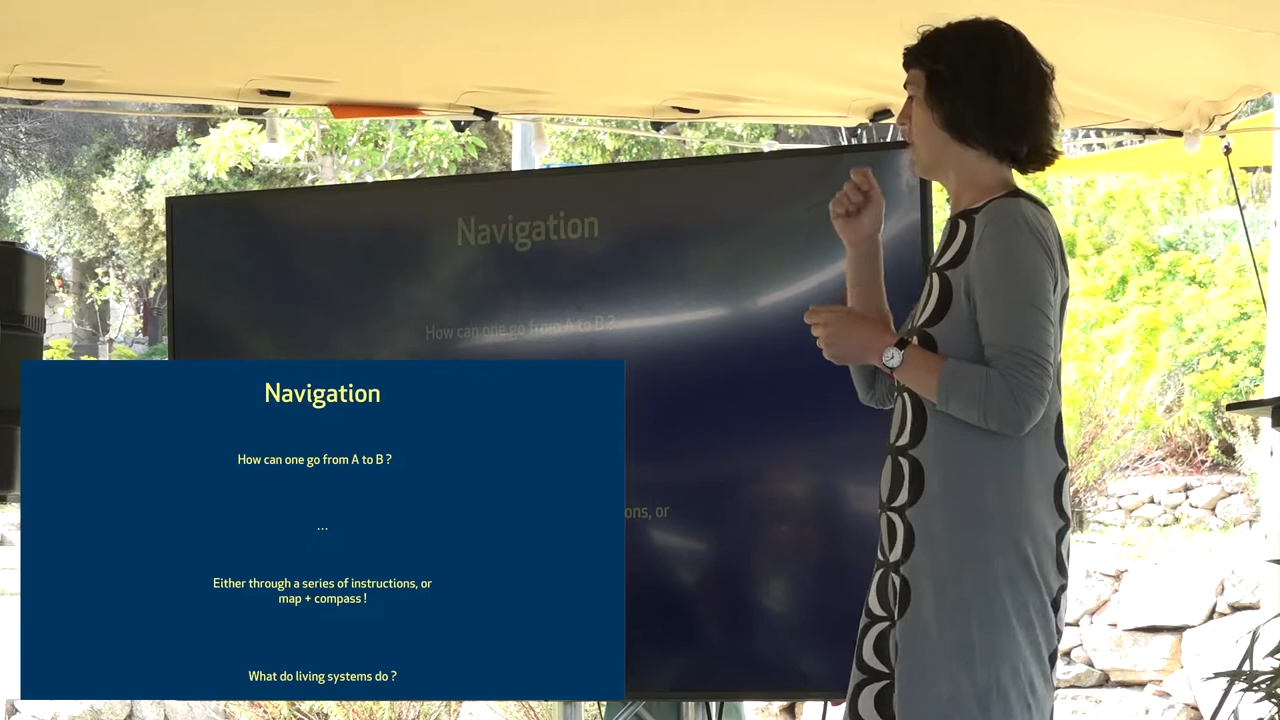 Navigation
How can one go from A to B ?
ons, or
Navigation
How can one go from A to B ?
...
Either through a series of instructions, or
map + compass !
What do living systems do ?